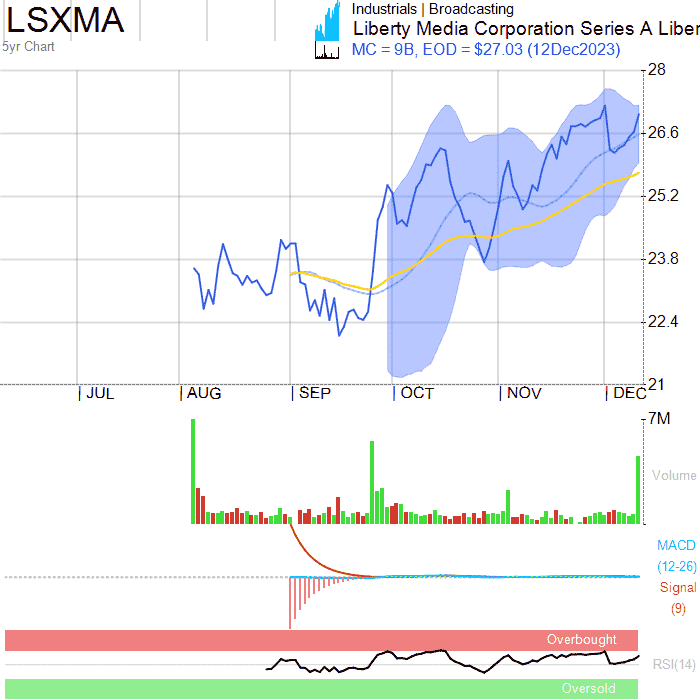 LSXMA
5yr Chart
Industrials | Broadcasting
Liberty Media Corporation Series A Liber
MC = 9B, EOD = $27.03 (12Dec2023)
28
26.6
25.2
23.8
22.4
21
JUL
AUG
SEP
OCT
NOV
DEC
7M
Volume
MACD
(12-26)
Signal
(9)
Overbought
RSI(14)
Oversold